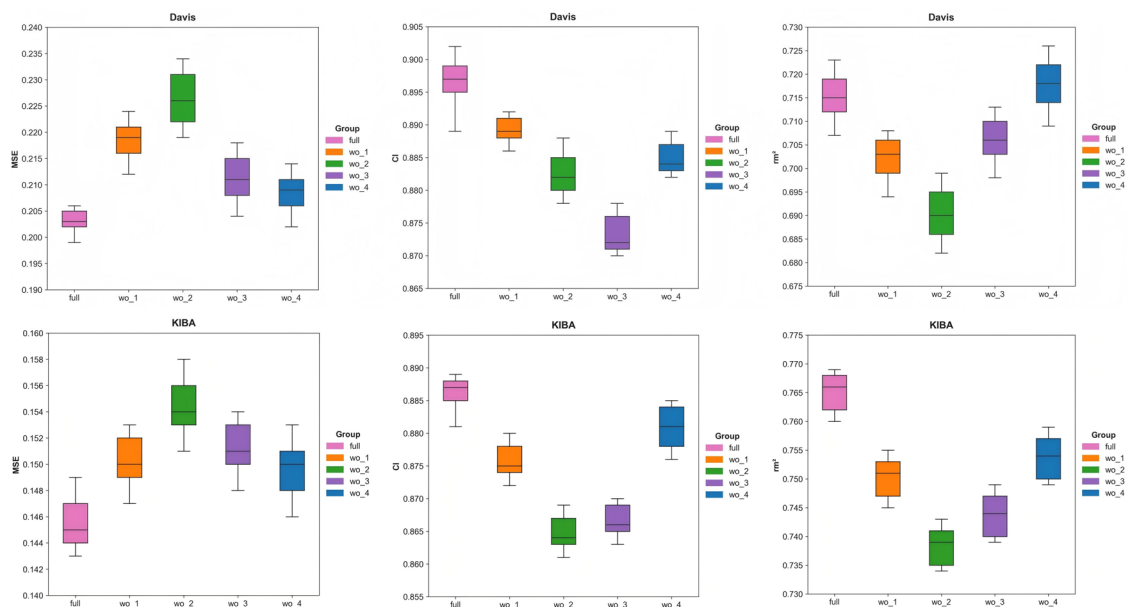 Davis
0.240
0.235
0.230
0.225
0.220
0.215
0.210
0.205
0.200
0.195
0.190
MSE
full
wo_1
wo_2
wo_3
wo_4
Group
full
wo_1
wo_2
wo_3
wo_4
Davis
0.905
0.900
0.895
0.890
0.885
0.880
0.875
0.870
0.865
CI
full
wo_1
wo_2
wo_3
wo_4
Group
full
wo_1
wo_2
wo_3
wo_4
Davis
0.730
0.725
0.720
0.715
0.710
0.705
0.700
0.695
0.690
0.685
0.680
0.675
rm³
full
wo_1
wo_2
wo_3
wo_4
Group
full
wo_1
wo_2
wo_3
wo_4
KIBA
0.160
0.158
0.156
0.154
0.152
0.150
0.148
0.146
0.144
0.142
0.140
MSE
full
wo_1
wo_2
wo_3
wo_4
Group
full
wo_1
wo_2
wo_3
wo_4
KIBA
0.895
0.890
0.885
0.880
0.875
0.870
0.865
0.860
0.855
CI
full
wo_1
wo_2
wo_3
wo_4
Group
full
wo_1
wo_2
wo_3
wo_4
KIBA
0.775
0.770
0.765
0.760
0.755
0.750
0.745
0.740
0.735
0.730
rm³
full
wo_1
wo_2
wo_3
wo_4
Group
full
wo_1
wo_2
wo_3
wo_4